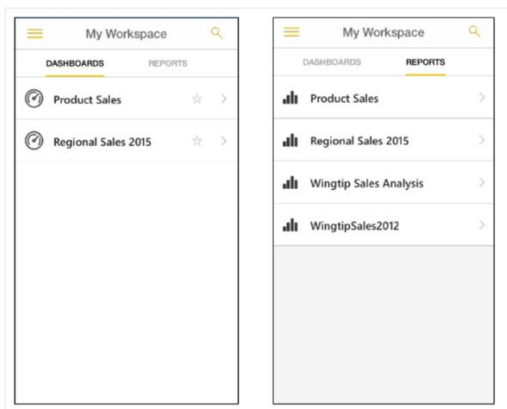 My Workspace
DASHBOARDS REPORTS
Product Sales
Regional Sales 2015
My Workspace
DASHBOARDS REPORTS
Product Sales
Regional Sales 2015
Wingtip Sales Analysis
WingtipSales2012